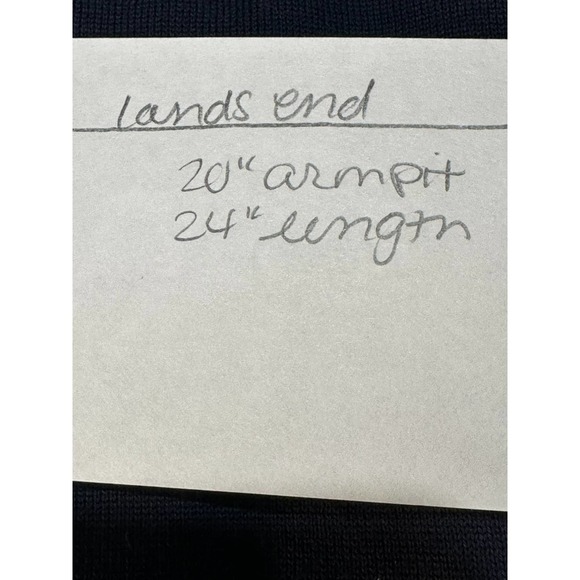 lands end
20" armpit
24" length